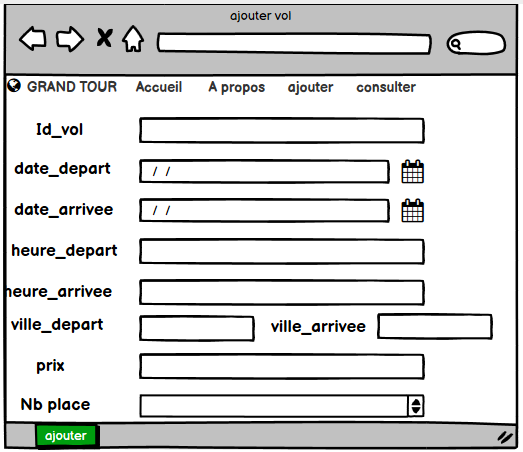 ajouter vol
GRAND TOUR Accueil A propos ajouter consulter
Id_vol
date_depart / /
date_arrivee / /
heure_depart
heure_arrivee
ville_depart ville_arrivee
prix
Nb place
ajouter